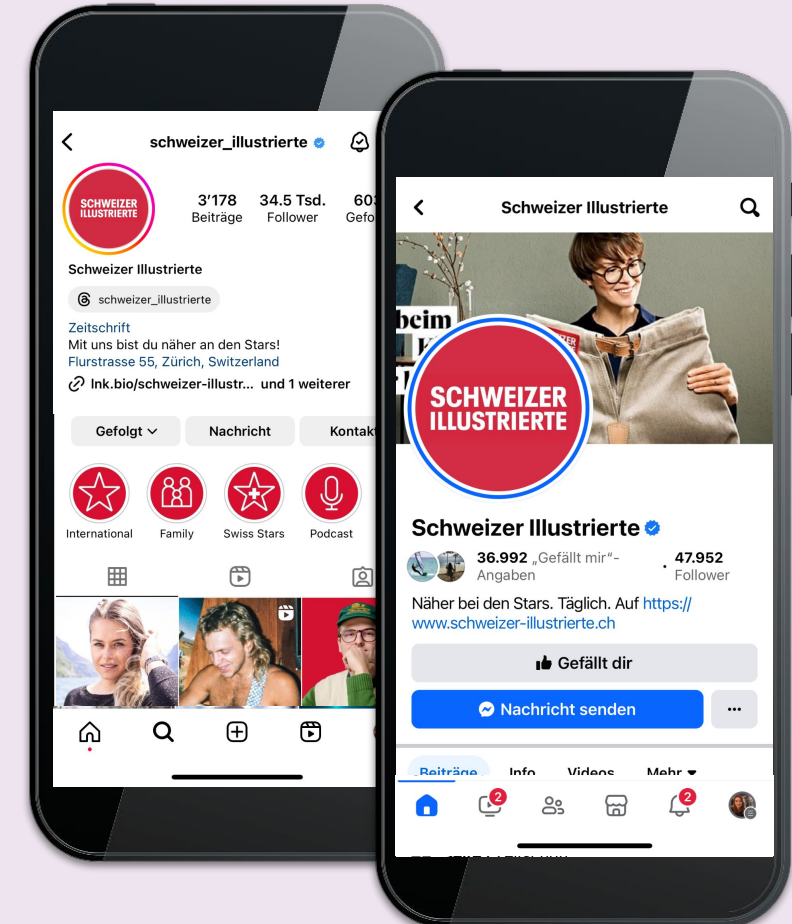 schweizer_illustrierte
SCHWEIZER
ILLUSTRIERTE
3'178 34.5 Tsd.
Beiträge Follower
Schweizer Illustrierte
schweizer_illustrierte
Zeitschrift
Mit uns bist du näher an den Stars!
Flurstrasse 55, Zürich, Switzerland
lnk.bio/schweizer-illustr... und 1 weiterer
Gefolgt Nachricht Kontak
International Family Swiss Stars Podcast
Schweizer Illustrierte
beim
SCHWEIZER
ILLUSTRIERTE
Schweizer Illustrierte
36.992 „Gefällt mir"-
Angaben
· 47.952
Follower
Näher bei den Stars. Täglich. Auf https://
www.schweizer-illustrierte.ch
Gefällt dir
Nachricht senden
...
Beiträge Info Videos Mehr
2
2